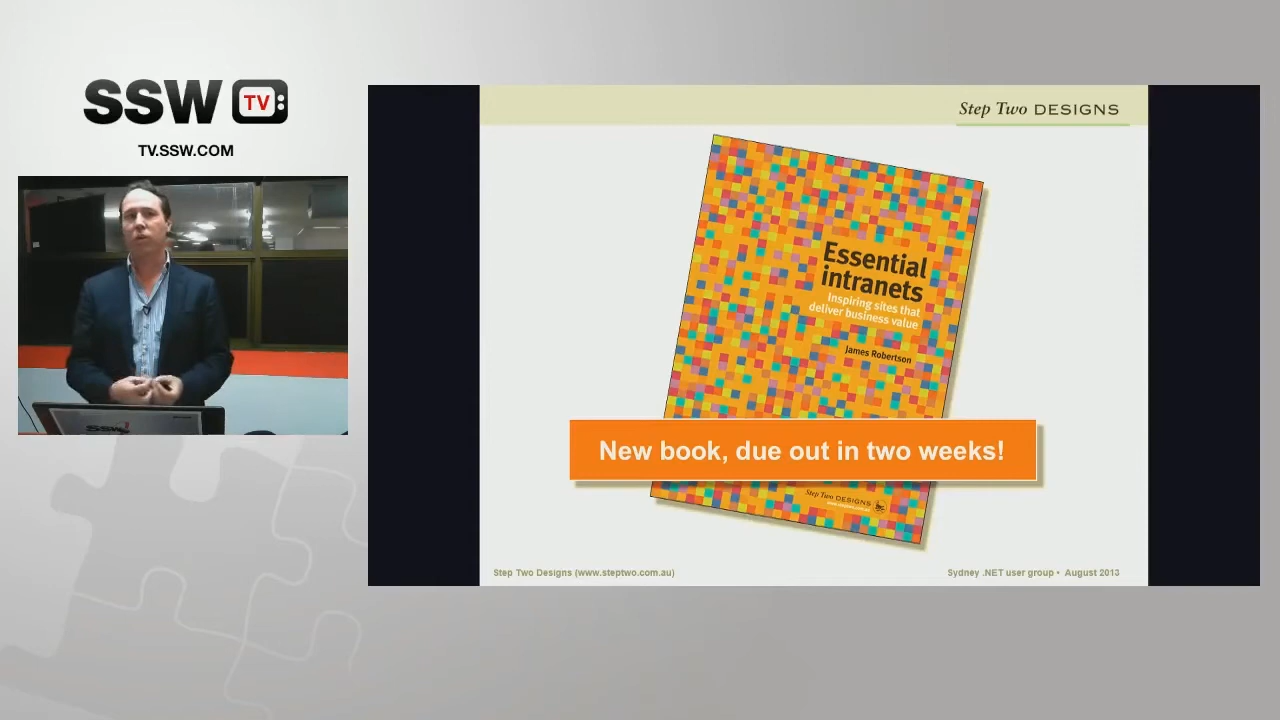 SSW TV
TV.SSW.COM
Step Two DESIGNS
Essential
intranets
Inspiring sites that
deliver business value
James Robertson
New book, due out in two weeks!
Step Two DESIGNS
Step Two Designs (www.steptwo.com.au)
Sydney .NET user group • August 2013
SSW